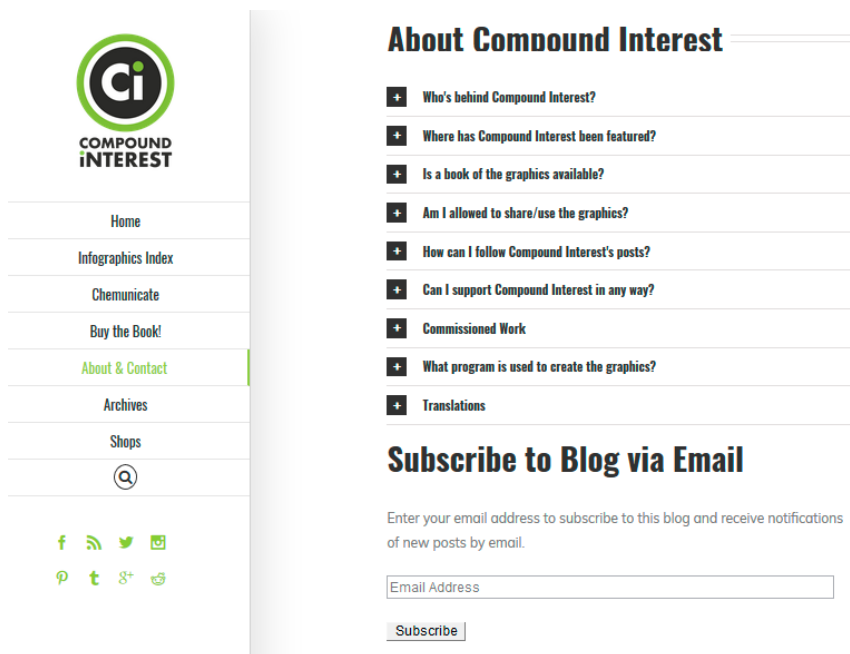 Ci
COMPOUND
iNTEREST
Home
Infographics Index
Chemunicate
Buy the Book!
About & Contact
Archives
Shops
About Compound Interest
Who's behind Compound Interest?
Where has Compound Interest been featured?
Is a book of the graphics available?
Am I allowed to share/use the graphics?
How can I follow Compound Interest's posts?
Can I support Compound Interest in any way?
Commissioned Work
What program is used to create the graphics?
Translations
Subscribe to Blog via Email
Enter your email address to subscribe to this blog and receive notifications
of new posts by email.
Email Address
Subscribe